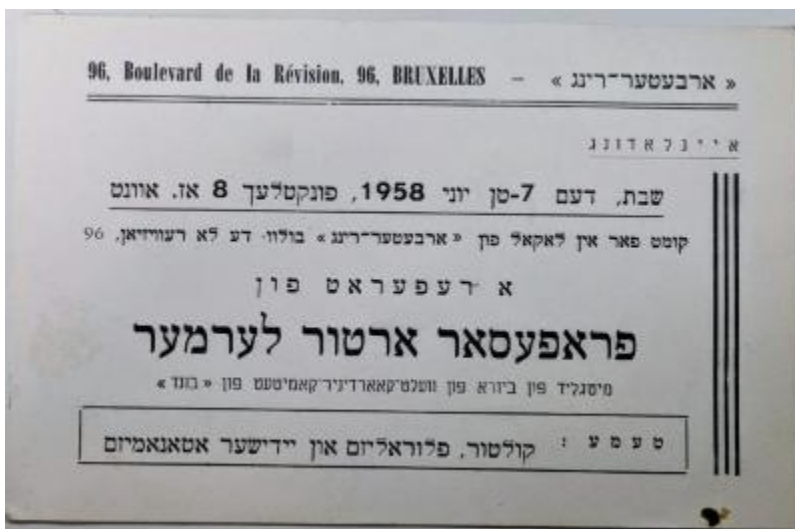 « ארבעטער־רינג » – 96, Boulevard de la Révision, 96, BRUXELLES
איינלאדונג
שבת, דעם 7-טן יוני 1958, פונקטלעך 8 אז. אוונט
קומט פאר אין לאקאל פון « ארבעטער־רינג » בולוו. דע לא רעוויזיאן, 96
א רעפעראט פון
פראפעסאר ארטור לערמער
מיטגליד פון ביורא פון וועלט־קאארדיניר־קאמיטעט פון « בונד »
טעמע : קולטור, פלוראליזם און יידישער אטאנאמיזם